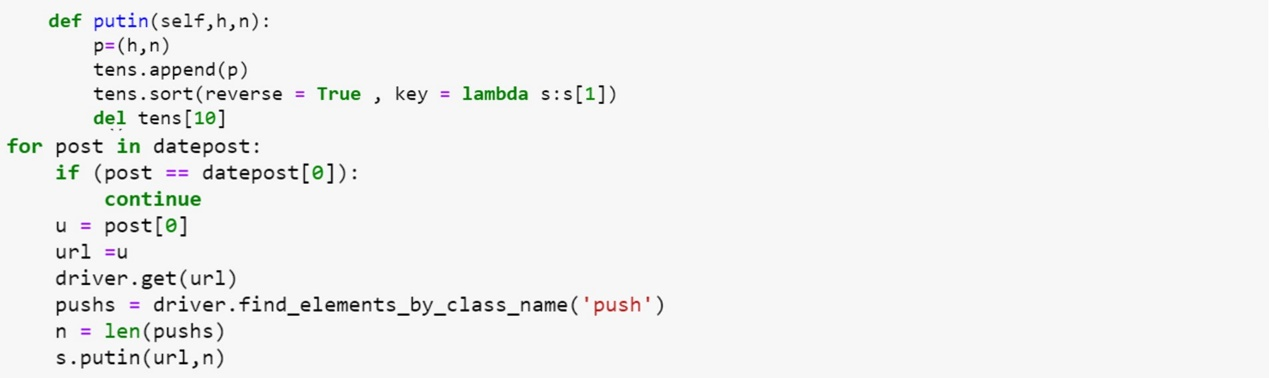 def putin(self,h,n):
p=(h,n)
tens.append(p)
tens.sort(reverse = True , key = lambda s:s[1])
del tens[10]
for post in datepost:
if (post == datepost[0]):
continue
u = post[0]
url =u
driver.get(url)
pushs = driver.find_elements_by_class_name('push')
n = len(pushs)
s.putin(url,n)